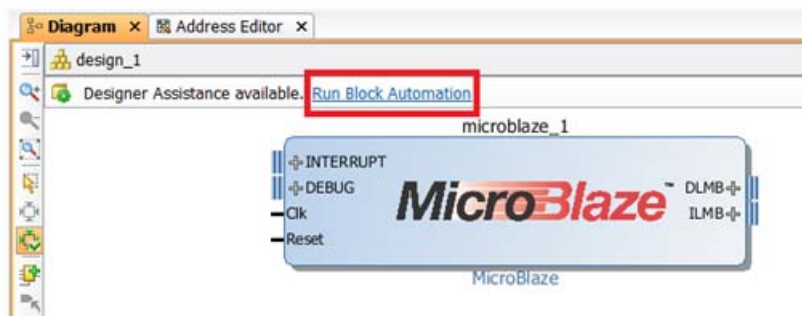 Diagram × Address Editor ×
design_1
Designer Assistance available. Run Block Automation
microblaze_1
INTERRUPT
DEBUG
Clk
Reset
MicroBlaze™
DLMB
ILMB
MicroBlaze